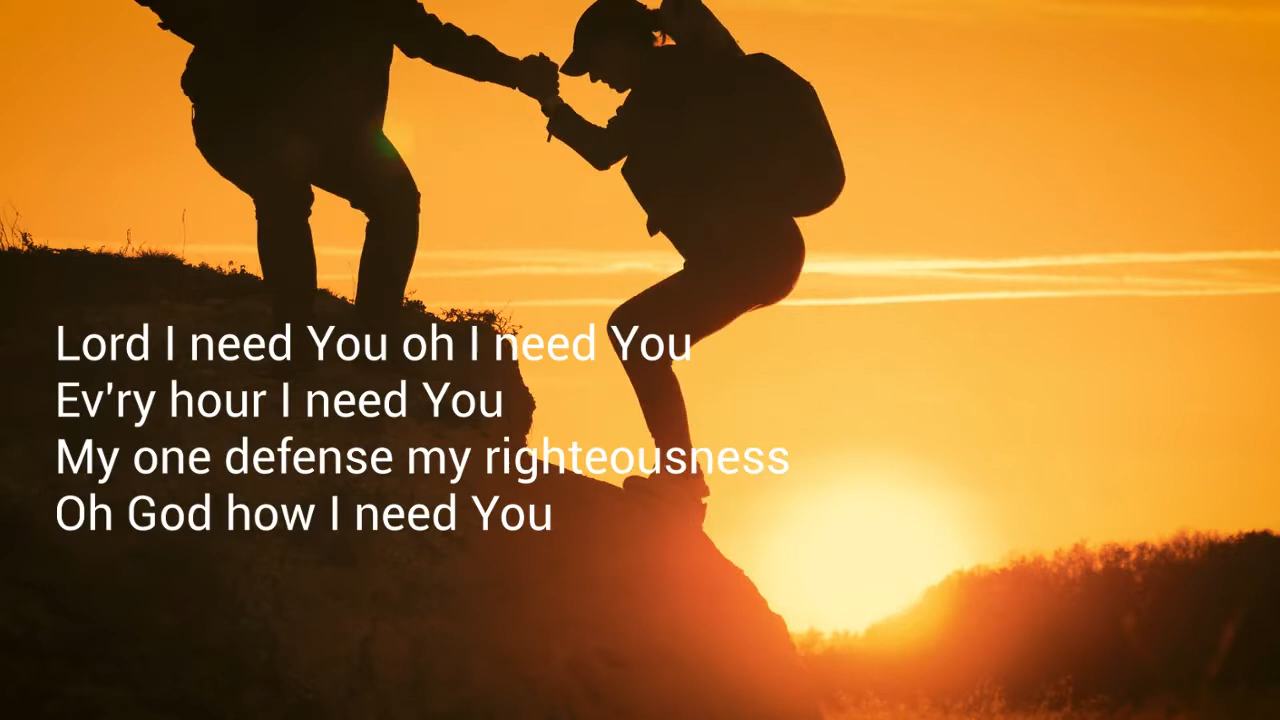 Lord I need You oh I need You
Ev'ry hour I need You
My one defense my righteousness
Oh God how I need You